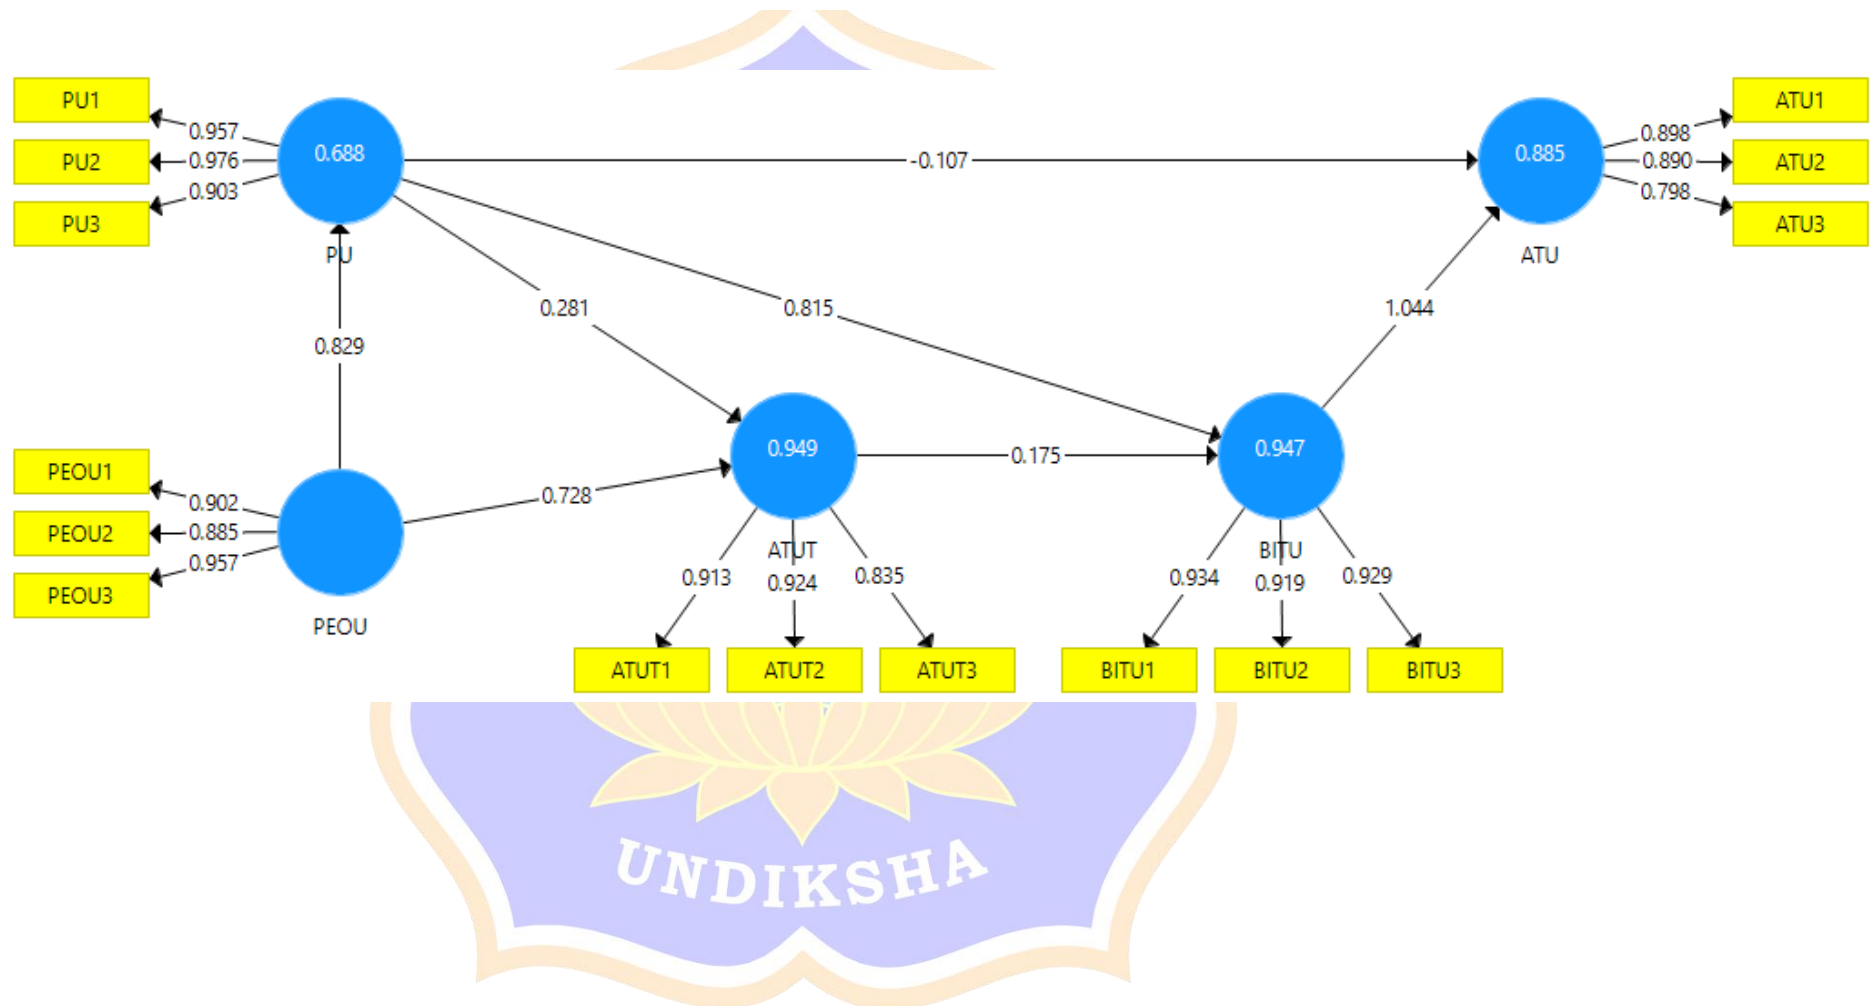 PU1
PU2
PU3
0.957
0.976
0.903
0.688
PU
-0.107
0.885
ATU
0.898
0.890
0.798
ATU1
ATU2
ATU3
0.281
0.815
1.044
0.829
PEOU1
PEOU2
PEOU3
0.902
0.885
0.957
PEOU
0.728
0.949
ATUT
0.175
0.947
BITU
0.913
0.924
0.835
0.934
0.919
0.929
ATUT1
ATUT2
ATUT3
BITU1
BITU2
BITU3
UNDIKSHA